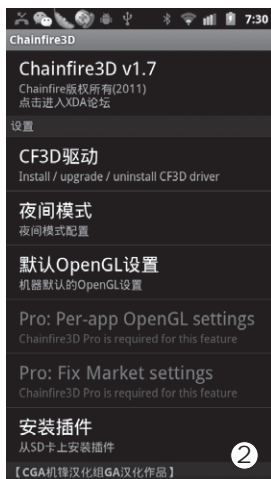 7:30
Chainfire3D
Chainfire3D v1.7
Chainfire版权所有(2011)
点击进入XDA论坛
设置
CF3D驱动
Install / upgrade / uninstall CF3D driver
夜间模式
夜间模式配置
默认OpenGL设置
机器默认的OpenGL设置
Pro: Per-app OpenGL settings
Chainfire3D Pro is required for this feature
Pro: Fix Market settings
Chainfire3D Pro is required for this feature
安装插件
从SD卡上安装插件
2
【CGA机锋汉化组GA汉化作品】